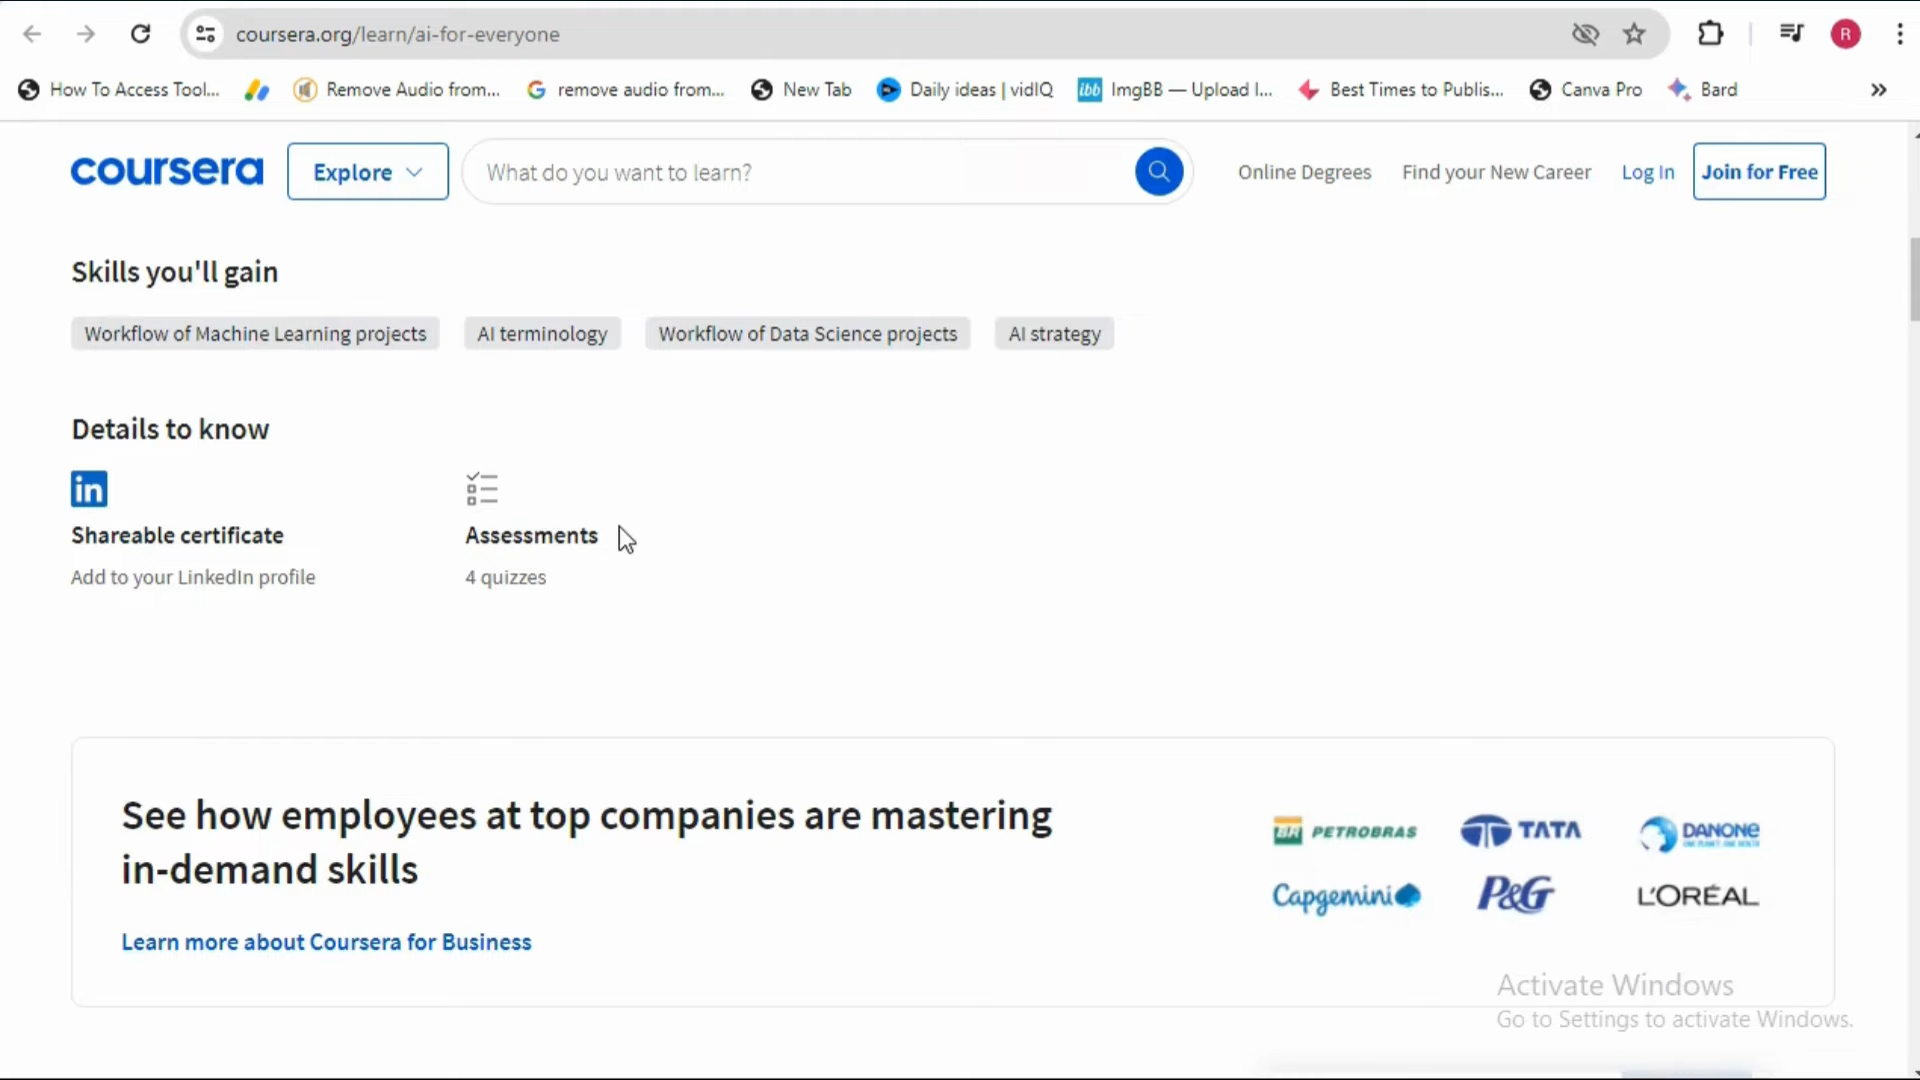 coursera.org/learn/ai-for-everyone
R
How To Access Tool...
Remove Audio from...
remove audio from...
New Tab
Daily ideas | vidIQ
ibb
ImgBB — Upload I...
Best Times to Publis...
Canva Pro
Bard
»
coursera
Explore
What do you want to learn?
Online Degrees
Find your New Career
Log In
Join for Free
Skills you'll gain
Workflow of Machine Learning projects
AI terminology
Workflow of Data Science projects
AI strategy
Details to know
in
Shareable certificate
Add to your LinkedIn profile
Assessments
4 quizzes
See how employees at top companies are mastering
in-demand skills
Learn more about Coursera for Business
BR PETROBRAS
TATA
DANONE
Capgemini
P&G
L'ORÉAL
Activate Windows
Go to Settings to activate Windows.